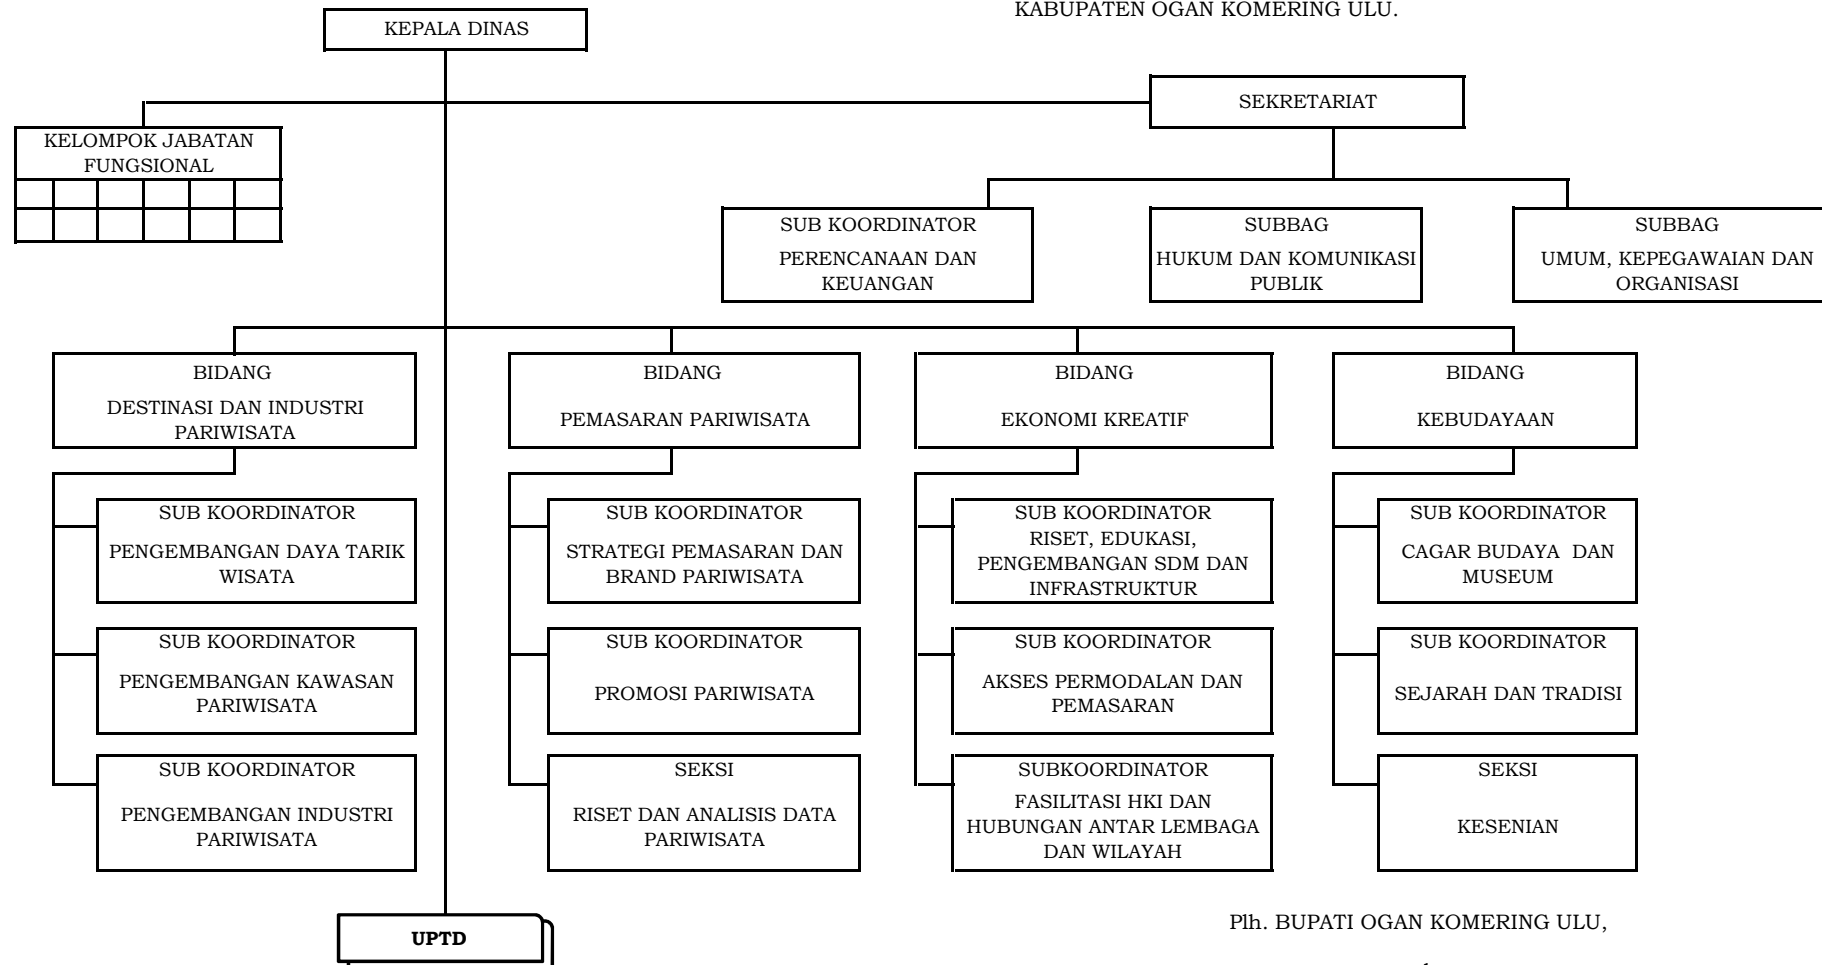 KABUPATEN OGAN KOMERING ULU.
KEPALA DINAS
SEKRETARIAT
KELOMPOK JABATAN
FUNGSIONAL
SUB KOORDINATOR
PERENCANAAN DAN
KEUANGAN
SUBBAG
HUKUM DAN KOMUNIKASI
PUBLIK
SUBBAG
UMUM, KEPEGAWAIAN DAN
ORGANISASI
BIDANG
DESTINASI DAN INDUSTRI
PARIWISATA
BIDANG
PEMASARAN PARIWISATA
BIDANG
EKONOMI KREATIF
BIDANG
KEBUDAYAAN
SUB KOORDINATOR
PENGEMBANGAN DAYA TARIK
WISATA
SUB KOORDINATOR
STRATEGI PEMASARAN DAN
BRAND PARIWISATA
SUB KOORDINATOR
RISET, EDUKASI,
PENGEMBANGAN SDM DAN
INFRASTRUKTUR
SUB KOORDINATOR
CAGAR BUDAYA  DAN
MUSEUM
SUB KOORDINATOR
PENGEMBANGAN KAWASAN
PARIWISATA
SUB KOORDINATOR
PROMOSI PARIWISATA
SUB KOORDINATOR
AKSES PERMODALAN DAN
PEMASARAN
SUB KOORDINATOR
SEJARAH DAN TRADISI
SUB KOORDINATOR
PENGEMBANGAN INDUSTRI
PARIWISATA
SEKSI
RISET DAN ANALISIS DATA
PARIWISATA
SUBKOORDINATOR
FASILITASI HKI DAN
HUBUNGAN ANTAR LEMBAGA
DAN WILAYAH
SEKSI
KESENIAN
UPTD
Plh. BUPATI OGAN KOMERING ULU,